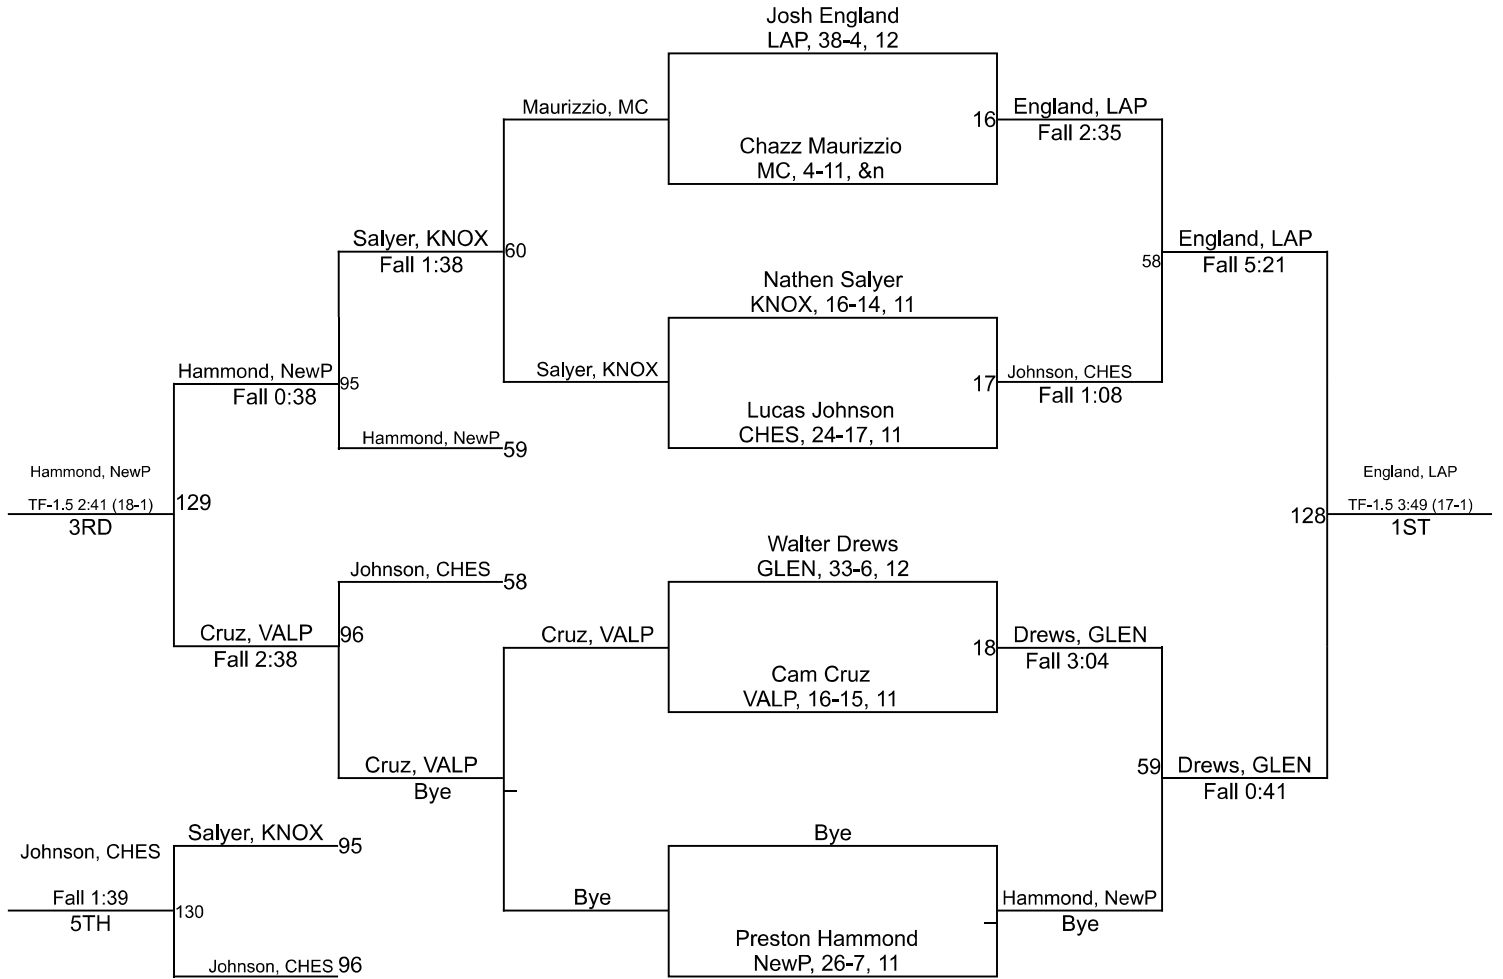 Josh England
LAP, 38-4, 12
Maurizzio, MC
16
England, LAP
Fall 2:35
Chazz Maurizzio
MC, 4-11, &n
Salyer, KNOX
Fall 1:38
60
England, LAP
Fall 5:21
58
Nathen Salyer
KNOX, 16-14, 11
Hammond, NewP
Fall 0:38
95
Salyer, KNOX
17
Johnson, CHES
Fall 1:08
Lucas Johnson
CHES, 24-17, 11
Hammond, NewP
59
Hammond, NewP
TF-1.5 2:41 (18-1)
3RD
129
England, LAP
TF-1.5 3:49 (17-1)
1ST
128
Walter Drews
GLEN, 33-6, 12
Johnson, CHES
58
Cruz, VALP
Fall 2:38
96
Cruz, VALP
18
Drews, GLEN
Fall 3:04
Cam Cruz
VALP, 16-15, 11
Cruz, VALP
Bye
59
Drews, GLEN
Fall 0:41
Salyer, KNOX
95
Bye
Johnson, CHES
Fall 1:39
5TH
130
Bye
Hammond, NewP
Bye
Preston Hammond
NewP, 26-7, 11
Johnson, CHES
96